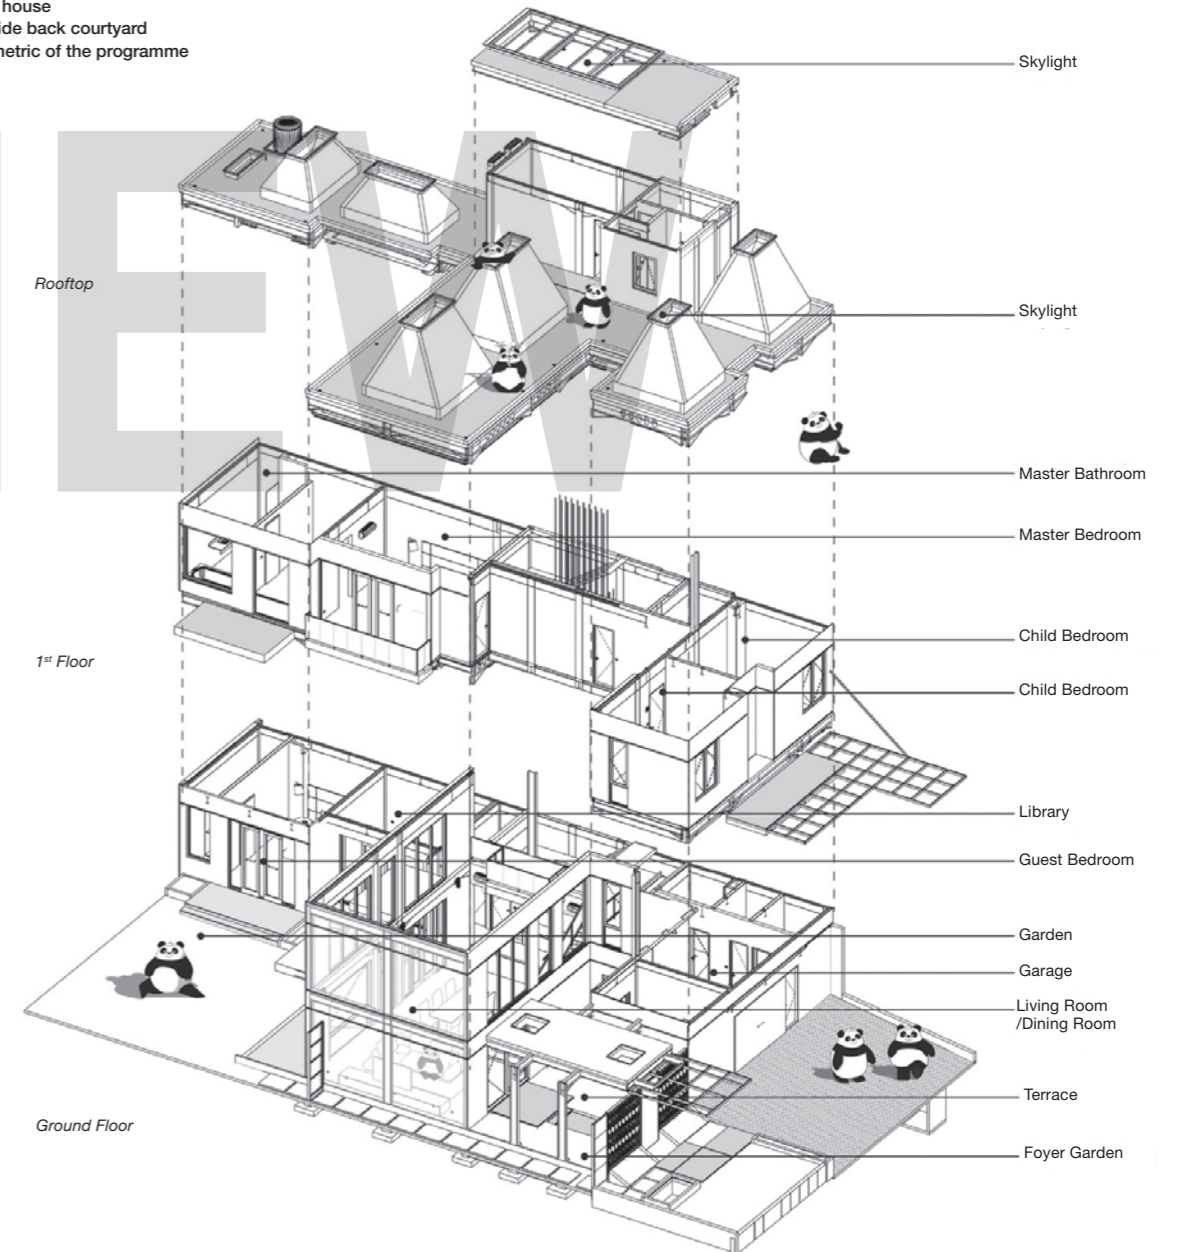 house
ide back courtyard
netric of the programme
EW
Skylight
Rooftop
Skylight
Master Bathroom
Master Bedroom
Child Bedroom
1st Floor
Child Bedroom
Library
Guest Bedroom
Garden
Garage
Living Room
/Dining Room
Terrace
Ground Floor
Foyer Garden